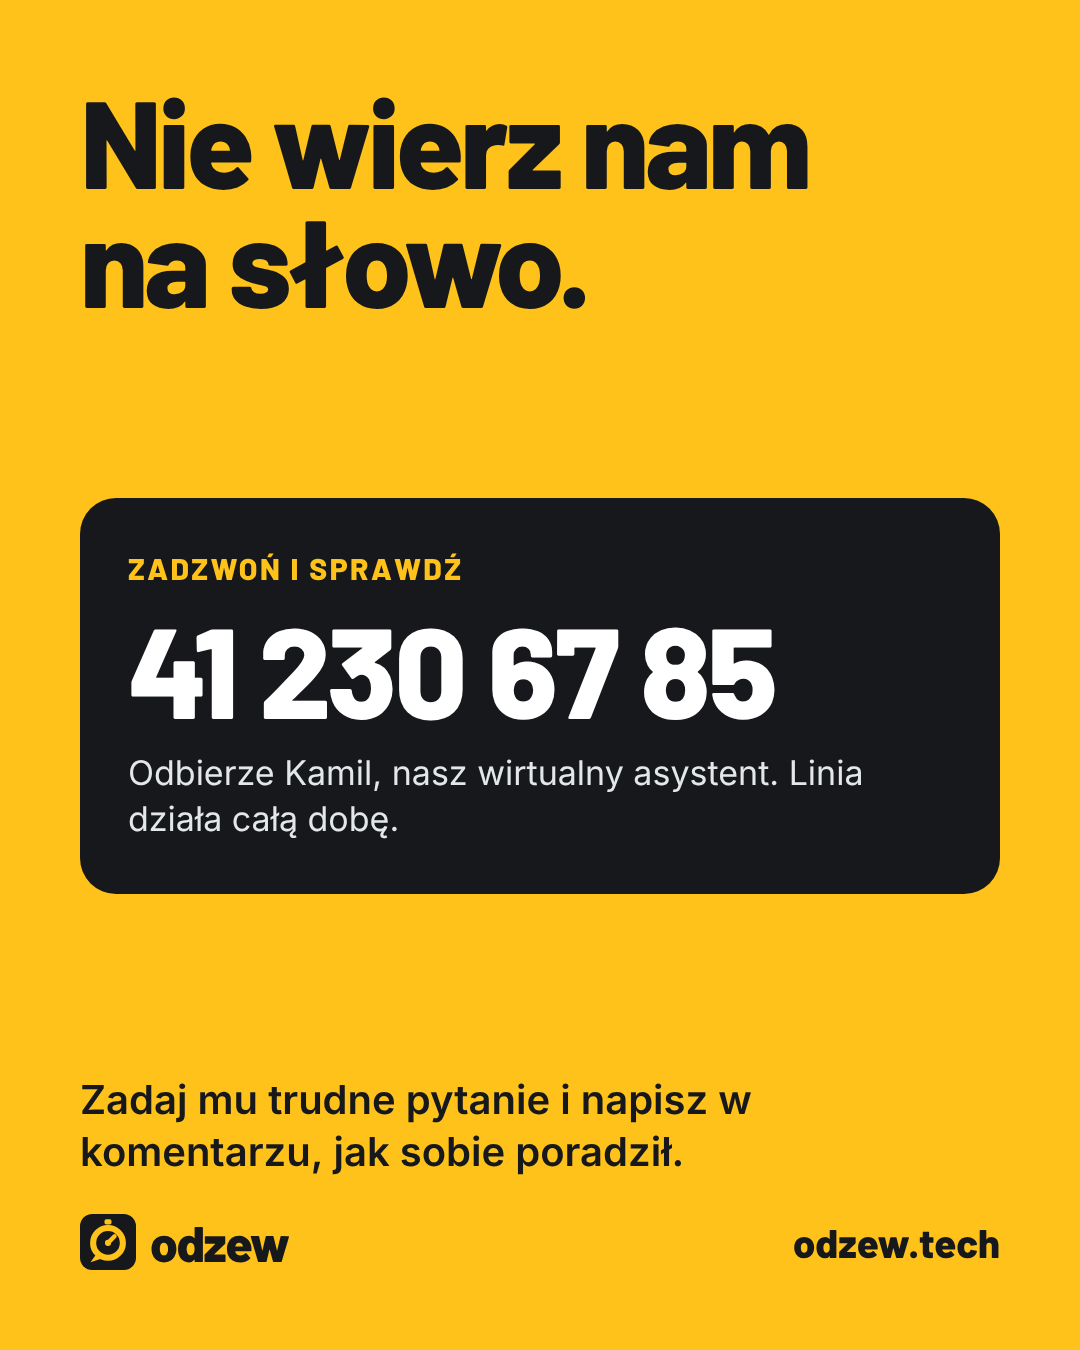 Nie wierz nam
na słowo.
ZADZWOŃ I SPRAWDŹ
41 230 67 85
Odbierze Kamil, nasz wirtualny asystent. Linia
działa całą dobę.
Zadaj mu trudne pytanie i napisz w
komentarzu, jak sobie poradził.
odzew
odzew.tech